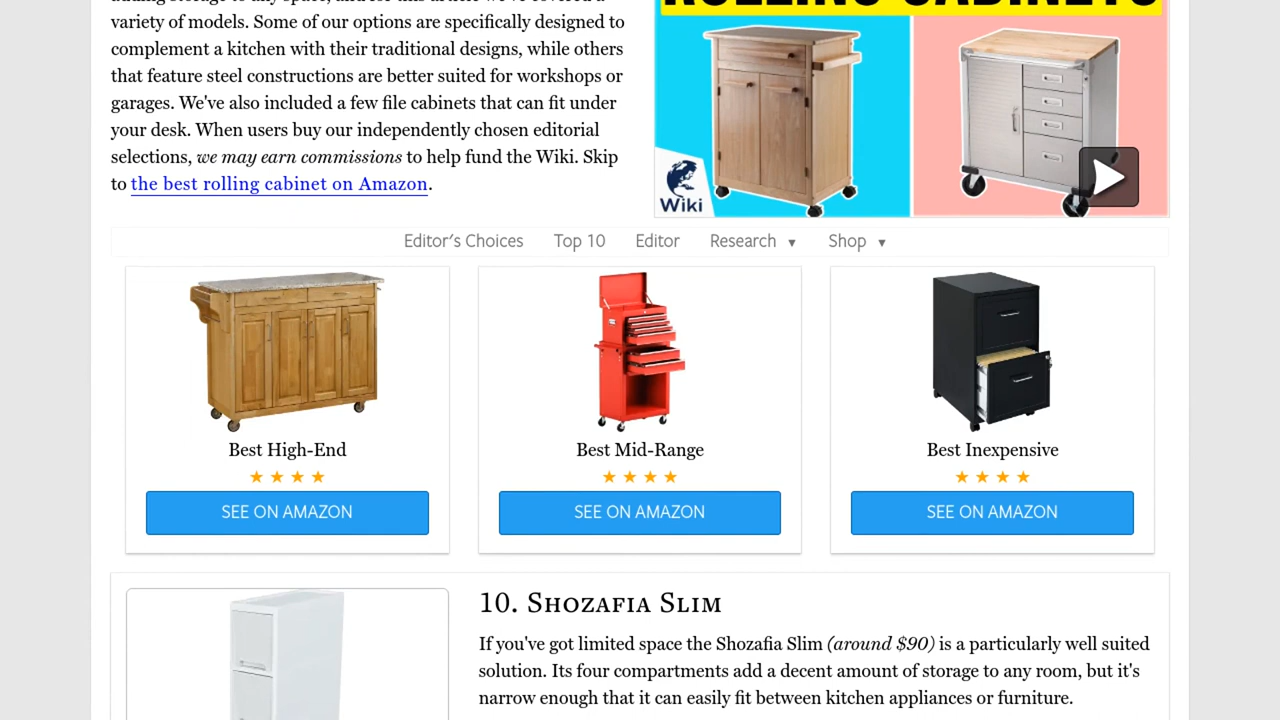 variety of models. Some of our options are specifically designed to
complement a kitchen with their traditional designs, while others
that feature steel constructions are better suited for workshops or
garages. We've also included a few file cabinets that can fit under
your desk. When users buy our independently chosen editorial
selections, we may earn commissions to help fund the Wiki. Skip
to the best rolling cabinet on Amazon.
ROLLING CABINETS
Wiki
Editor's Choices Top 10 Editor Research ▼ Shop ▼
Best High-End
★ ★ ★ ★
SEE ON AMAZON
Best Mid-Range
★ ★ ★ ★
SEE ON AMAZON
Best Inexpensive
★ ★ ★ ★
SEE ON AMAZON
10. Shozafia Slim
If you've got limited space the Shozafia Slim (around $90) is a particularly well suited
solution. Its four compartments add a decent amount of storage to any room, but it's
narrow enough that it can easily fit between kitchen appliances or furniture.